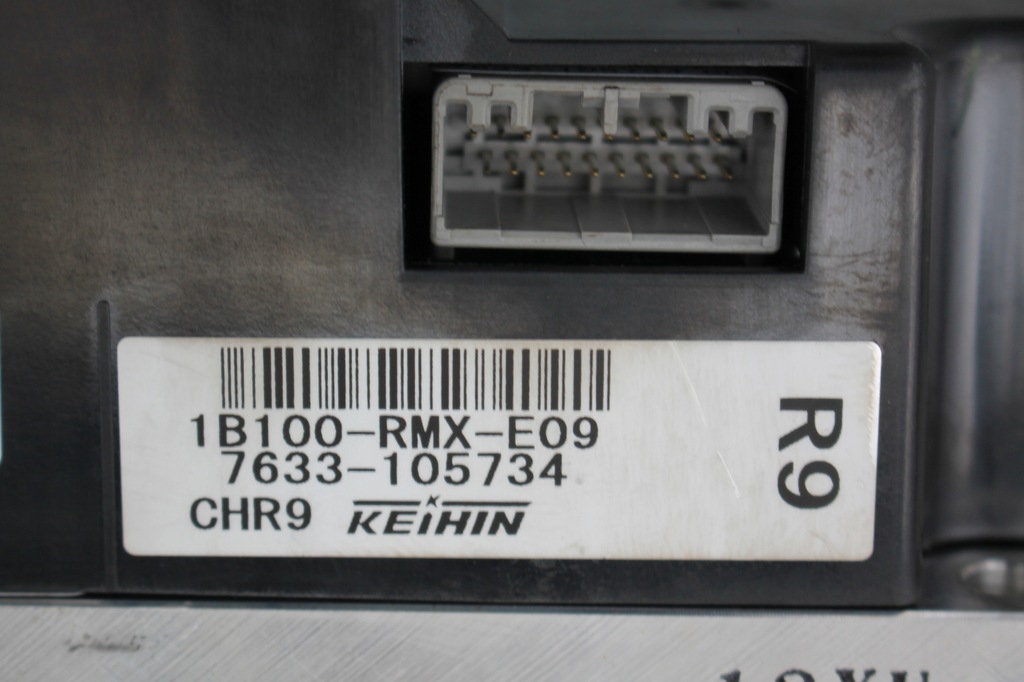 1B100-RMX-E09
7633-105734
CHR9 KEIHIN
R9